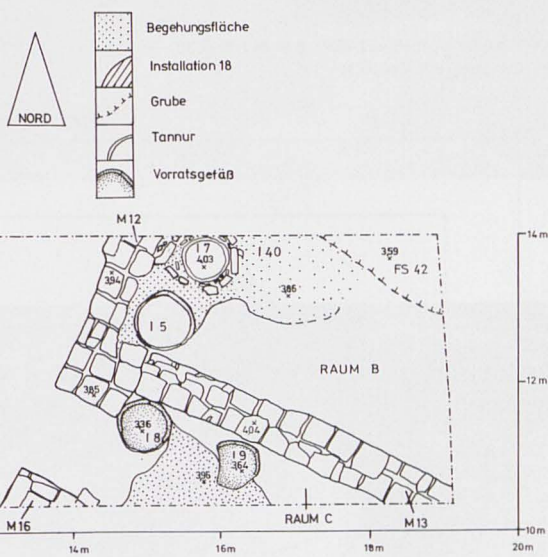 Begehungsfläche
Installation 18
Grube
Tannur
Vorratsgefäß
NORD
M12
14 m
I 7
403
I 40
359
FS 42
394
386
I 5
12 m
RAUM B
385
336
I 8
404
I 9
364
396
M16
RAUM C
M13
10 m
14 m
16 m
18 m
20 m